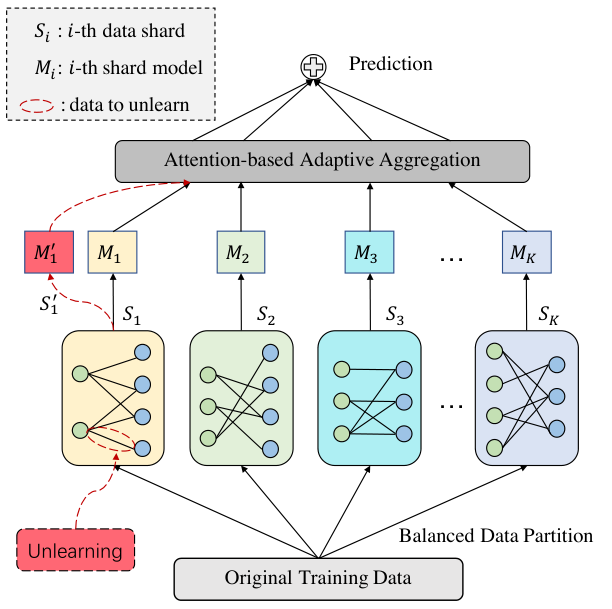 S_i : i-th data shard
M_i: i-th shard model
: data to unlearn
Prediction
Attention-based Adaptive Aggregation
M'_1 M_1 M_2 M_3 ... M_K
S'_1 S_1 S_2 S_3 S_K
...
Balanced Data Partition
Unlearning
Original Training Data